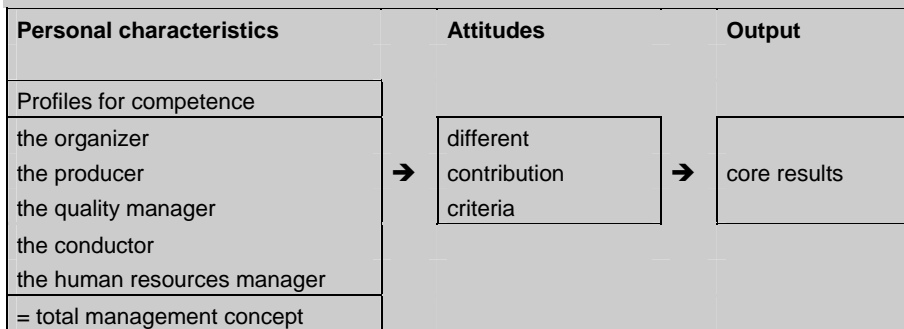 Personal characteristics Attitudes Output
Profiles for competence
the organizer different
the producer ➔ contribution ➔ core results
the quality manager criteria
the conductor
the human resources manager
= total management concept